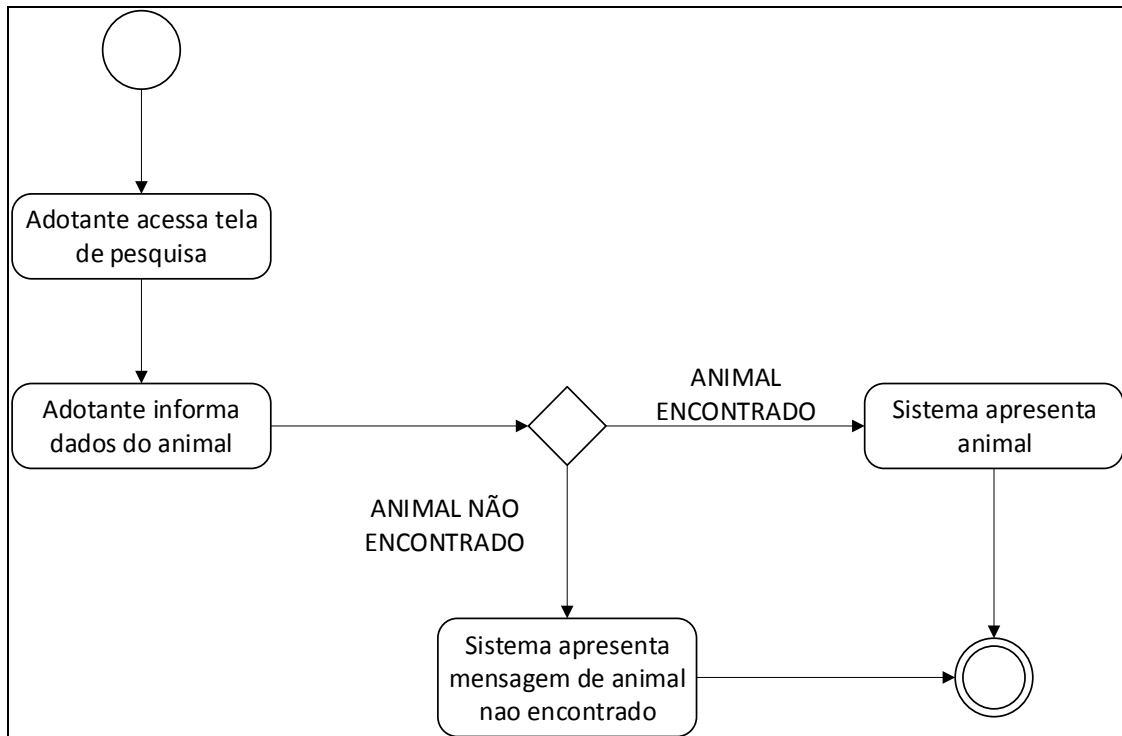 Adotante acessa tela
de pesquisa
Adotante informa
dados do animal
ANIMAL
ENCONTRADO
Sistema apresenta
animal
ANIMAL NÃO
ENCONTRADO
Sistema apresenta
mensagem de animal
nao encontrado